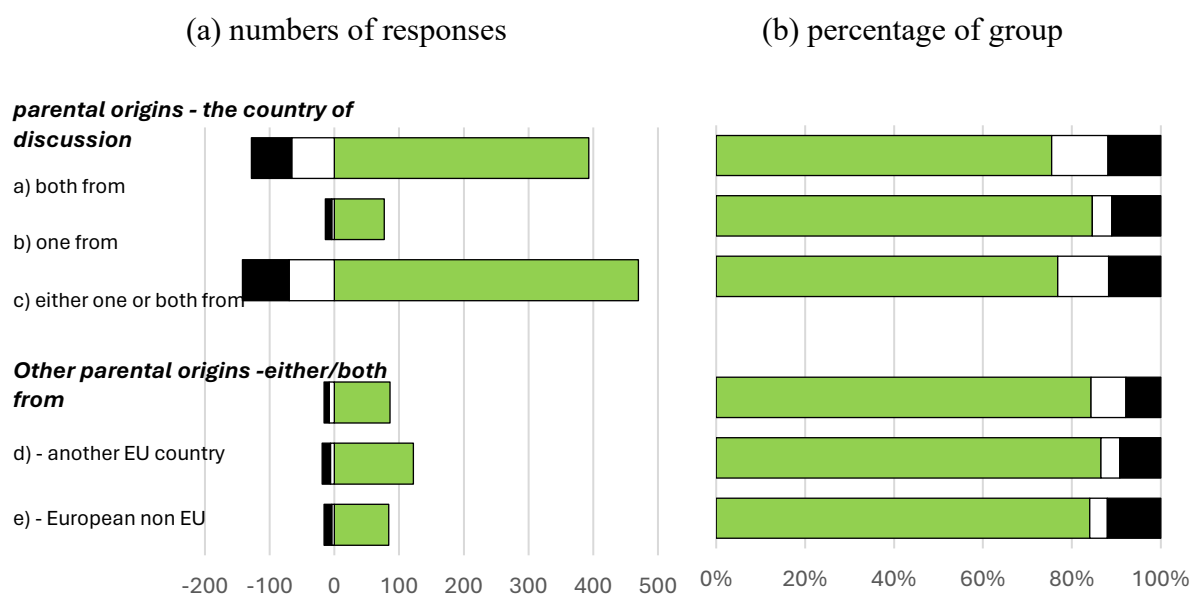 (a) numbers of responses
(b) percentage of group
parental origins - the country of
discussion
a) both from
b) one from
c) either one or both from
Other parental origins -either/both
from
d) - another EU country
e) - European non EU
-200 -100 0 100 200 300 400 500
0% 20% 40% 60% 80% 100%